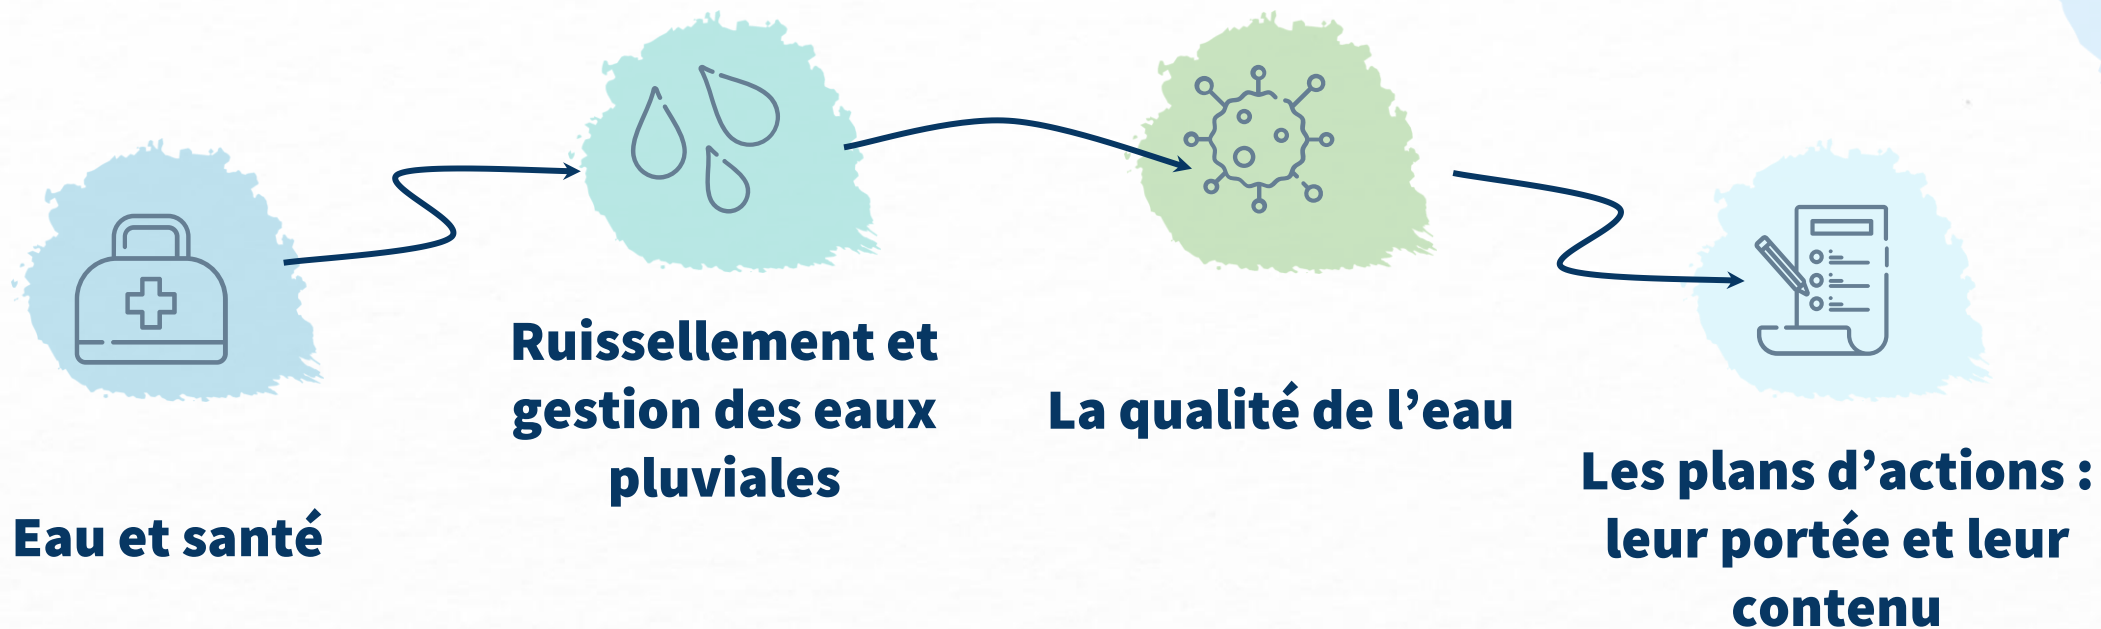 Eau et santé
Ruissellement et
gestion des eaux
pluviales
La qualité de l’eau
Les plans d’actions :
leur portée et leur
contenu